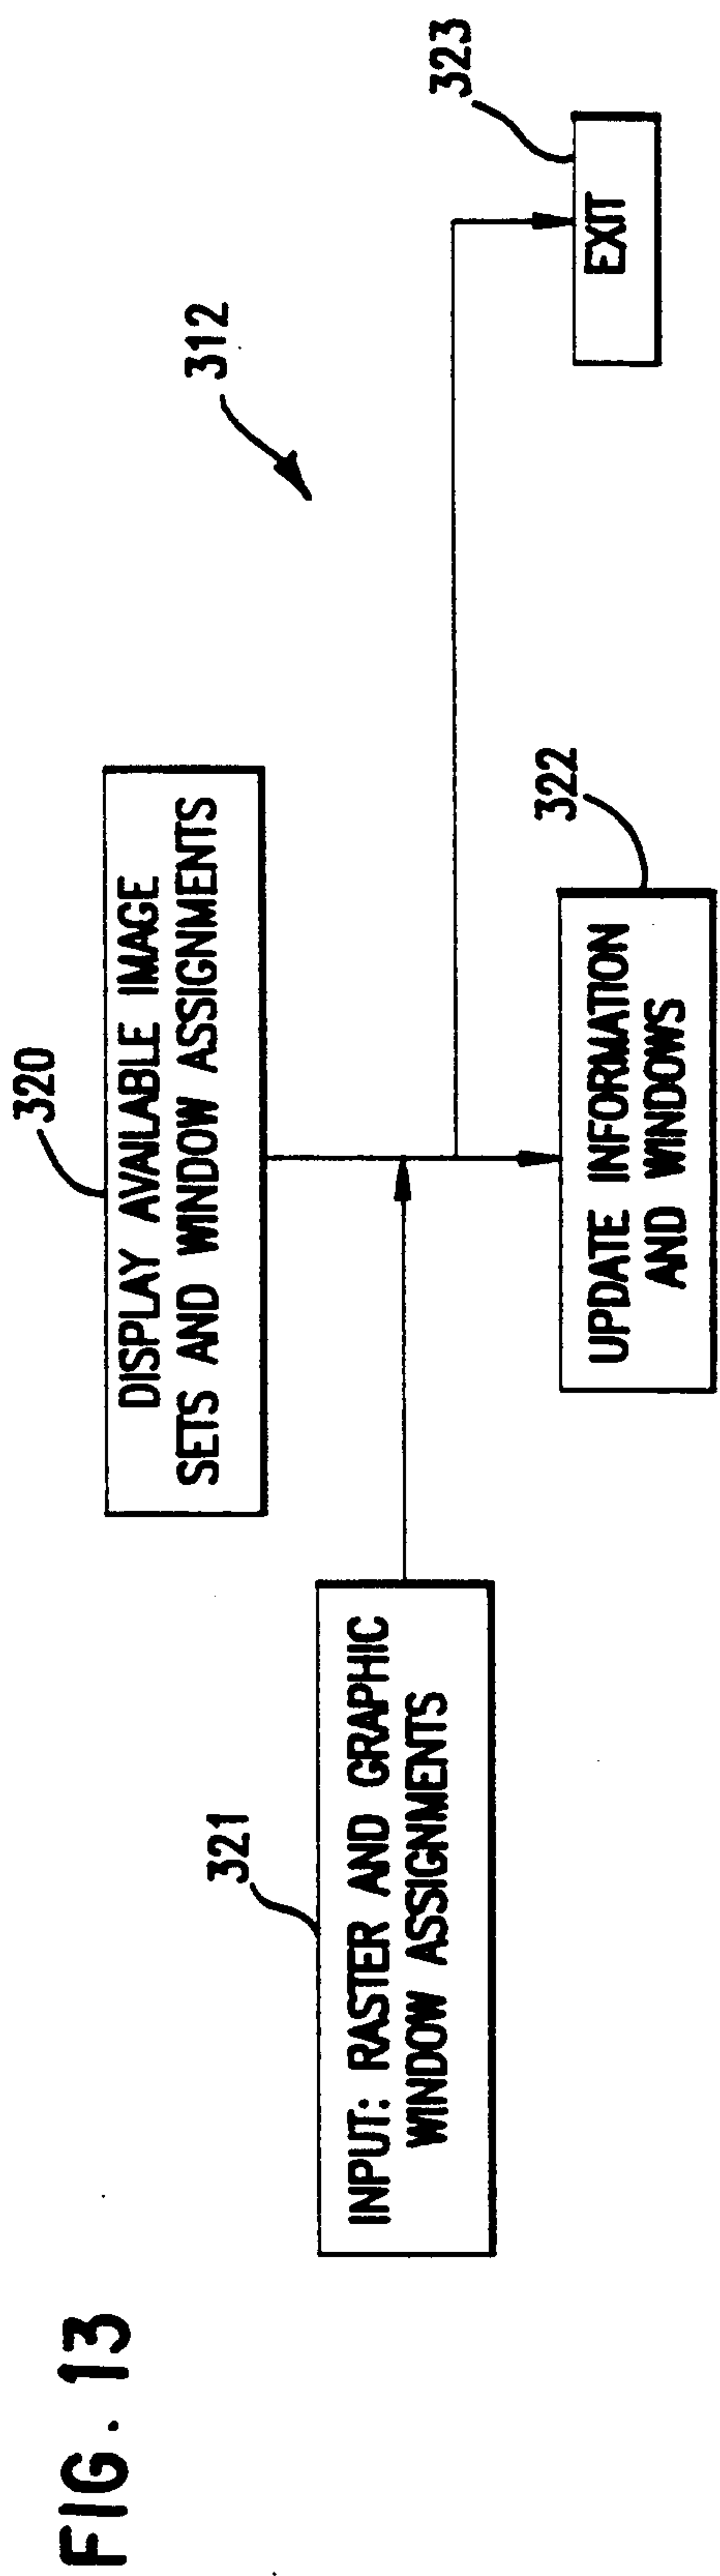 FIG. 13
320
DISPLAY AVAILABLE IMAGE
SETS AND WINDOW ASSIGNMENTS
312
321
INPUT: RASTER AND GRAPHIC
WINDOW ASSIGNMENTS
323
EXIT
322
UPDATE INFORMATION
AND WINDOWS